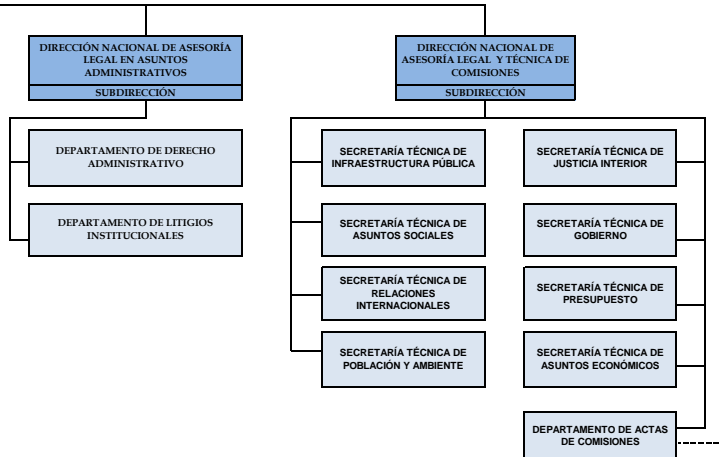 DIRECCIÓN NACIONAL DE ASESORÍA
LEGAL EN ASUNTOS
ADMINISTRATIVOS
SUBDIRECCIÓN
DEPARTAMENTO DE DERECHO
ADMINISTRATIVO
DEPARTAMENTO DE LITIGIOS
INSTITUCIONALES
DIRECCIÓN NACIONAL DE
ASESORÍA LEGAL Y TÉCNICA DE
COMISIONES
SUBDIRECCIÓN
SECRETARÍA TÉCNICA DE
INFRAESTRUCTURA PÚBLICA
SECRETARÍA TÉCNICA DE
ASUNTOS SOCIALES
SECRETARÍA TÉCNICA DE
RELACIONES
INTERNACIONALES
SECRETARÍA TÉCNICA DE
POBLACIÓN Y AMBIENTE
SECRETARÍA TÉCNICA DE
JUSTICIA INTERIOR
SECRETARÍA TÉCNICA DE
GOBIERNO
SECRETARÍA TÉCNICA DE
PRESUPUESTO
SECRETARÍA TÉCNICA DE
ASUNTOS ECONÓMICOS
DEPARTAMENTO DE ACTAS
DE COMISIONES